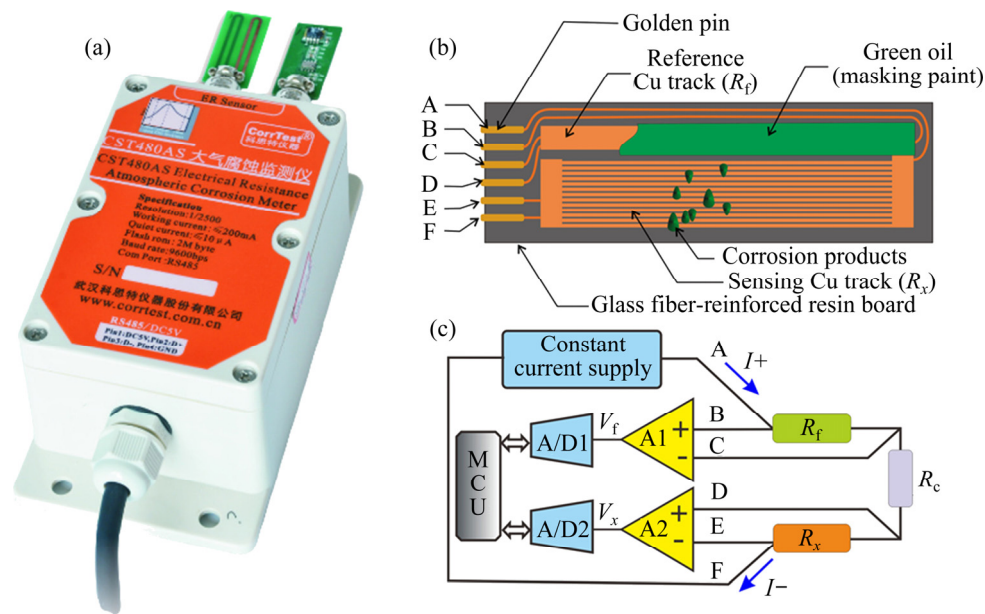 (a)
ER Sensor
CorrTest®
科思特仪器
CST480AS 大气腐蚀监测仪
CST480AS Electrical Resistance
Atmospheric Corrosion Meter
Specification
Resolution:1/2500
Working current:≤200mA
Quiet current:≤10μA
Flash rom: 2M byte
Baud rate:9600bps
Com Port:RS485
S/N
武汉科思特仪器股份有限公司
www.corrtest.com.cn
RS485/DC5V
Pin1:DC5V,Pin2:D+
Pin3:D-, Pin4:GND
(b)
Golden pin
Reference
Cu track (Rf)
Green oil
(masking paint)
A
B
C
D
E
F
Corrosion products
Sensing Cu track (Rx)
Glass fiber-reinforced resin board
(c)
Constant
current supply
A
I+
B
C
Rf
Rc
MCU
A/D1
Vf
A1
+
−
D
E
F
A/D2
Vx
A2
+
−
Rx
I−